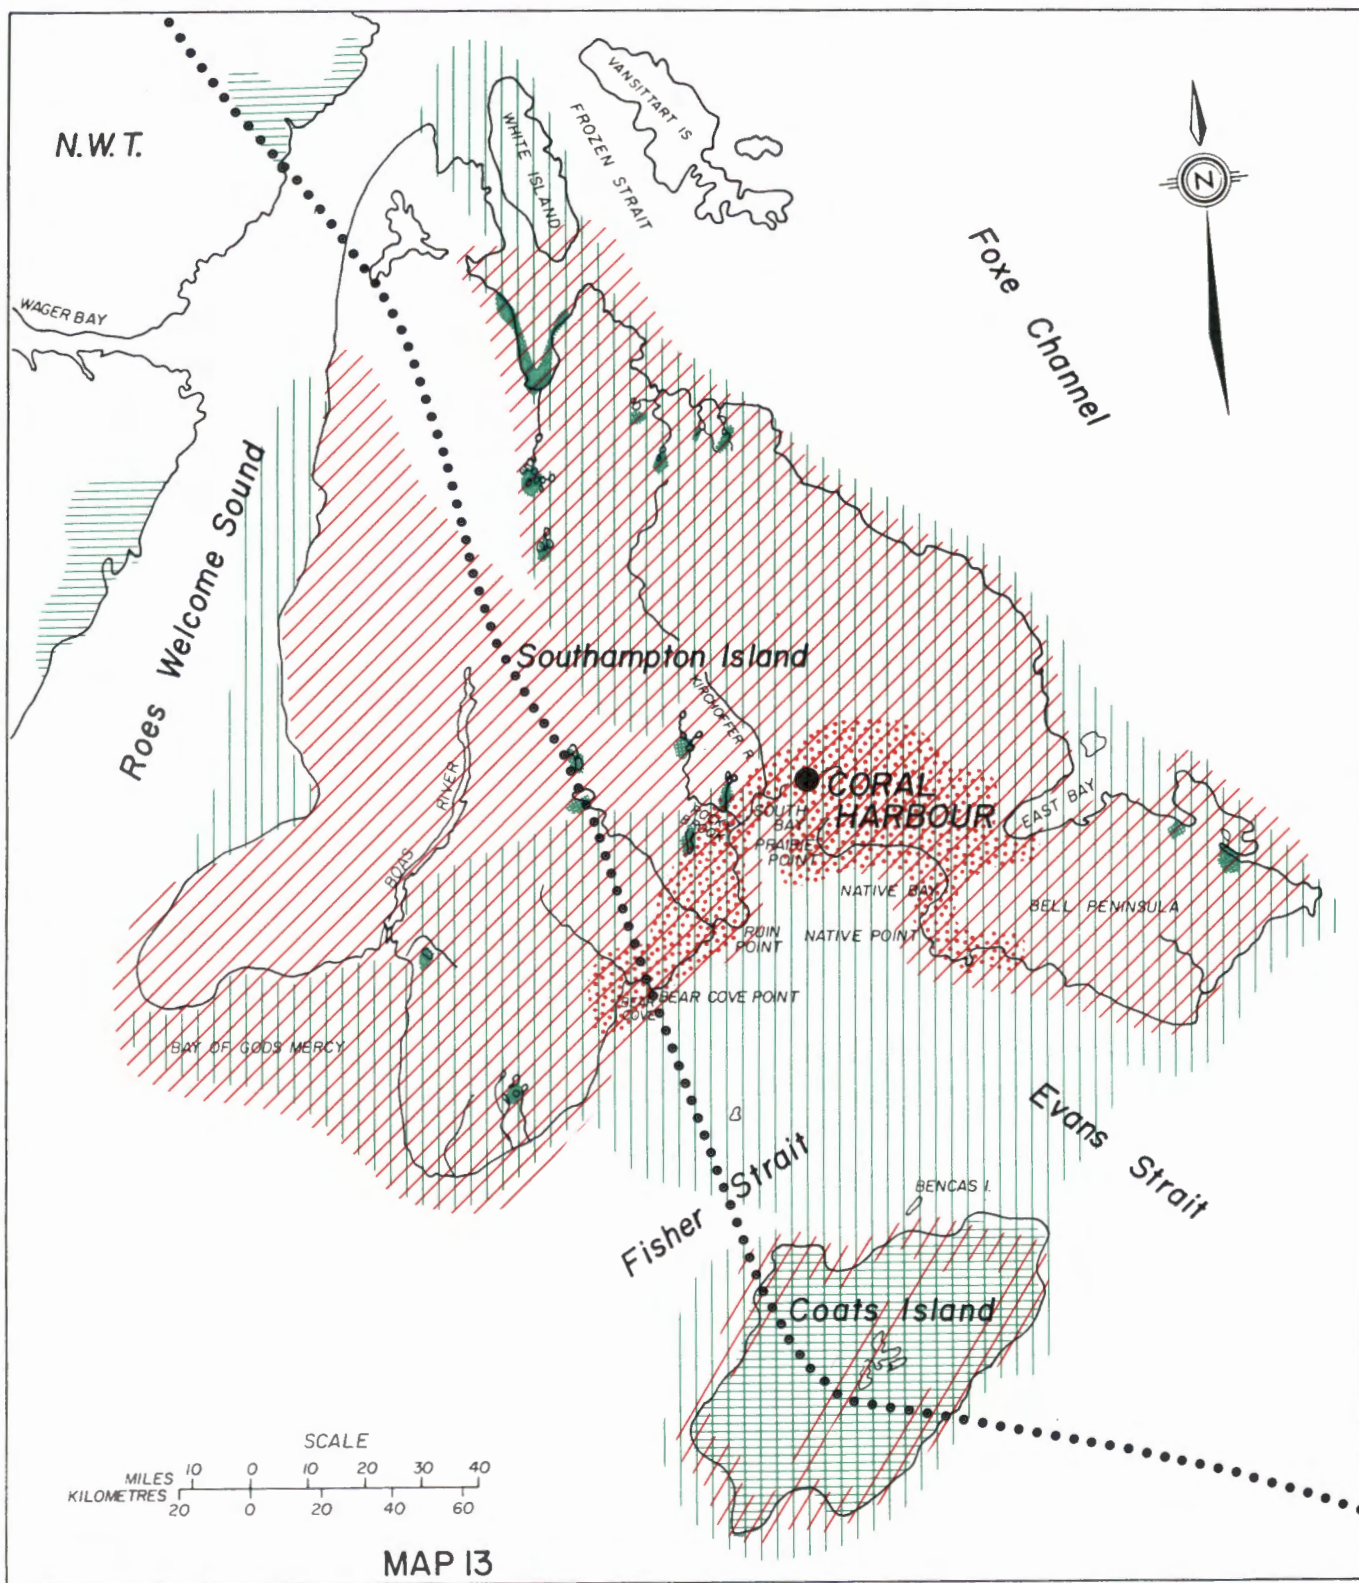 N.W.T.
VANSITTART IS
WHITE ISLAND
FROZEN STRAIT
N
Foxe Channel
WAGER BAY
Roes Welcome Sound
Southampton Island
KIRCHOFFER R.
CORAL
HARBOUR
SOUTH
BAY
PRAIRIE
POINT
EAST BAY
BOAS RIVER
NATIVE BAY
BELL PENINSULA
RUIN
POINT
NATIVE POINT
BEAR COVE POINT
BEAR
COVE
BAY OF GODS MERCY
Evans Strait
Fisher Strait
BENCAS I.
Coats Island
SCALE
MILES 10 0 10 20 30 40
KILOMETRES 20 0 20 40 60
MAP 13